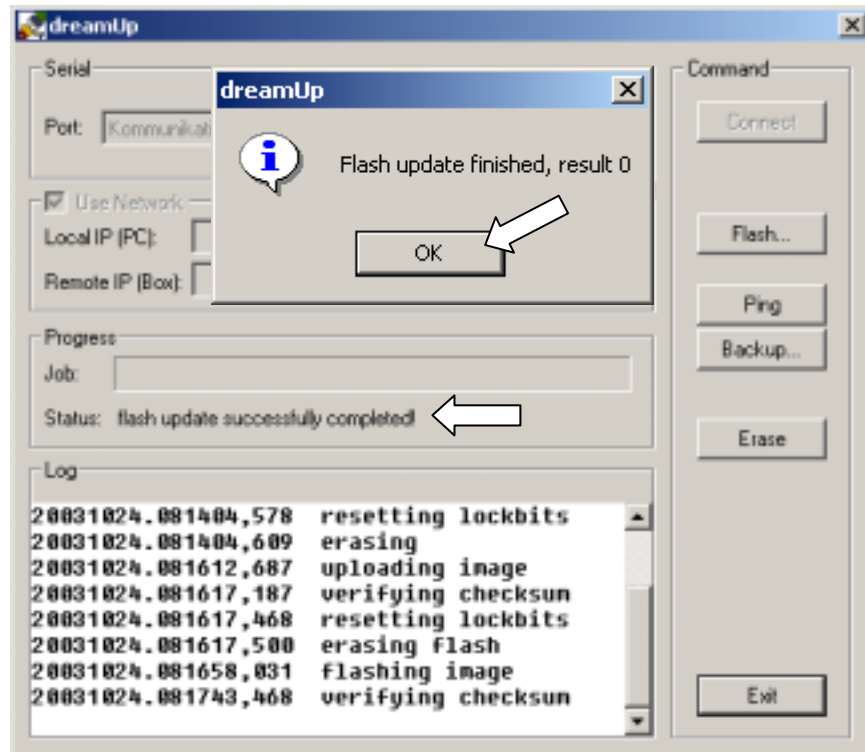 dreamUp
Serial
Port: Kommunikati
Use Network
Local IP (PC):
Remote IP (Box):
dreamUp
Flash update finished, result 0
OK
Progress
Job:
Status: flash update successfully completed!
Log
20031024.081404,578 resetting lockbits
20031024.081404,609 erasing
20031024.081612,687 uploading image
20031024.081617,187 verifying checksum
20031024.081617,468 resetting lockbits
20031024.081617,500 erasing flash
20031024.081658,031 flashing image
20031024.081743,468 verifying checksum
Command
Connect
Flash...
Ping
Backup...
Erase
Exit